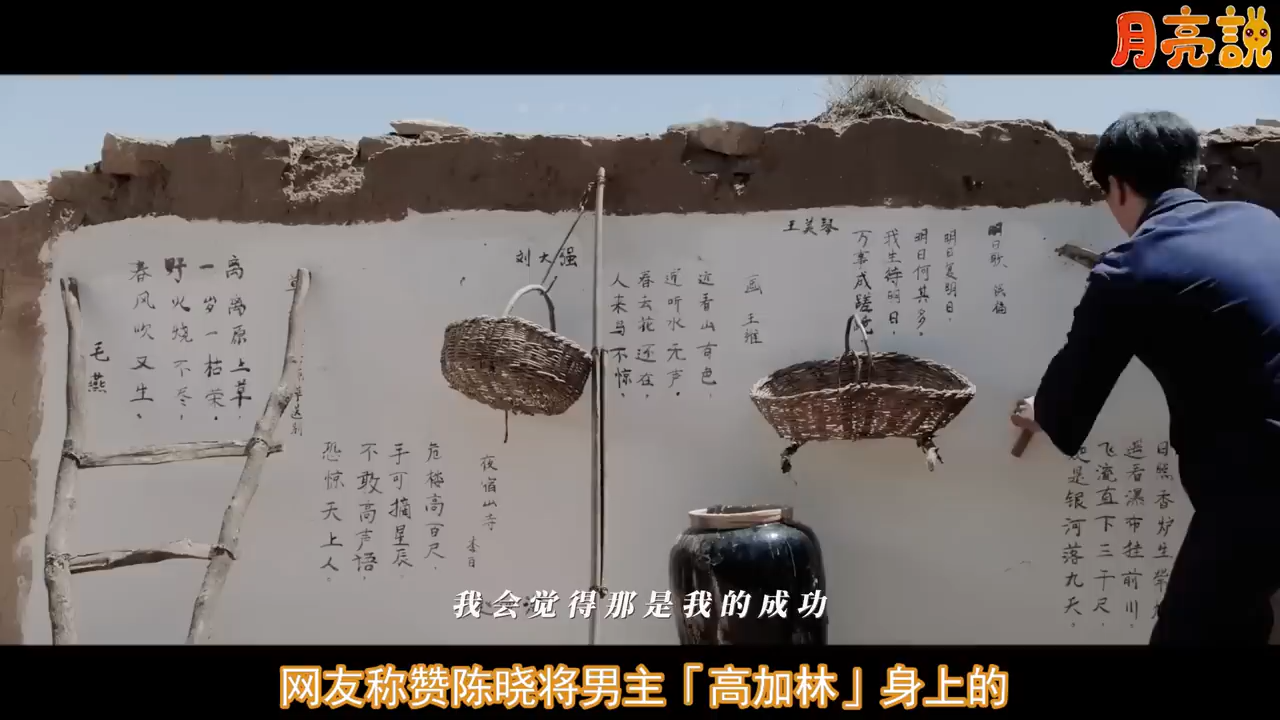 月亮說
离离原上草，
一岁一枯荣。
野火烧不尽，
春风吹又生。
毛燕
刘大强
夜宿山寺 李白
危楼高百尺，
手可摘星辰。
不敢高声语，
恐惊天上人。
画 王维
远看山有色，
近听水无声。
春去花还在，
人来鸟不惊。
王美琴
明日歌
明日复明日，
明日何其多。
我生待明日，
万事成蹉跎
日照香炉生紫
遥看瀑布挂前川。
飞流直下三千尺，
是银河落九天。
我会觉得那是我的成功
网友称赞陈晓将男主「高加林」身上的